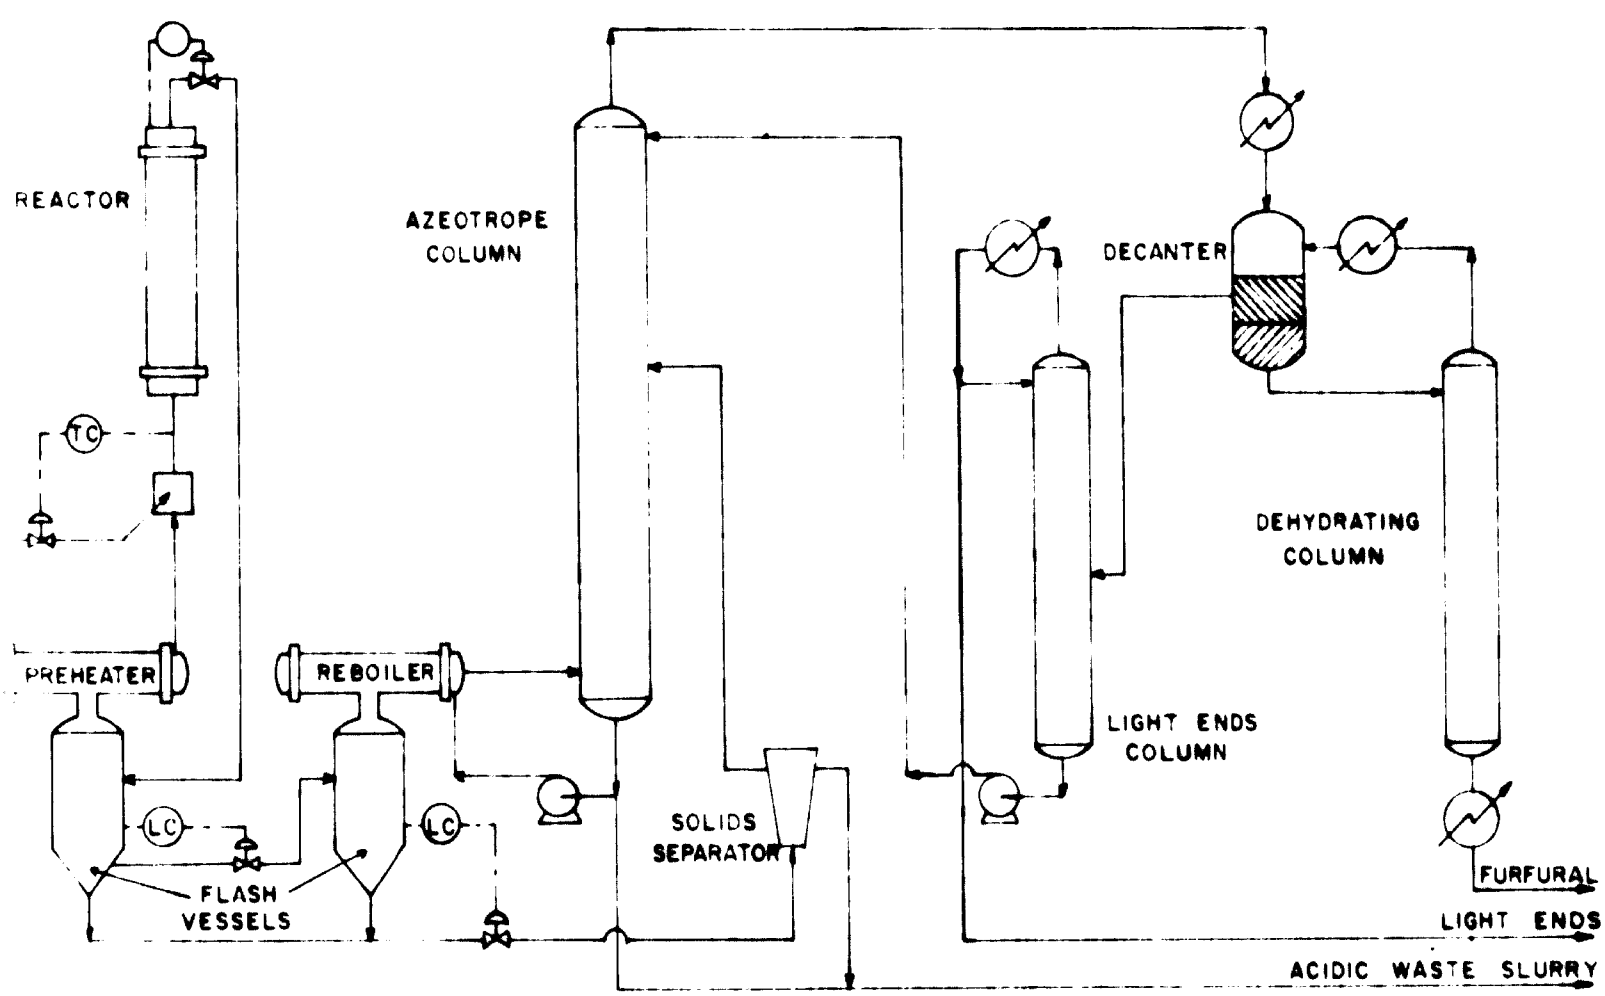 REACTOR
AZEOTROPE
COLUMN
DECANTER
TC
DEHYDRATING
COLUMN
PREHEATER
REBOILER
LIGHT ENDS
COLUMN
LC
LC
SOLIDS
SEPARATOR
FLASH
VESSELS
FURFURAL
LIGHT ENDS
ACIDIC WASTE SLURRY